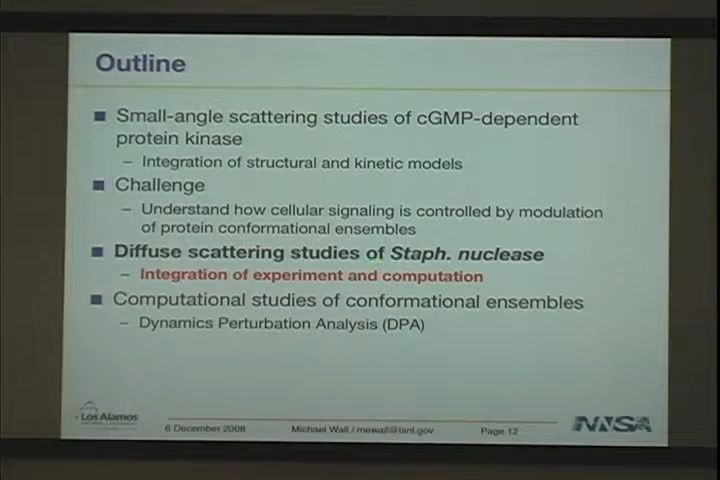 Outline
Small-angle scattering studies of cGMP-dependent
protein kinase
– Integration of structural and kinetic models
Challenge
– Understand how cellular signaling is controlled by modulation
of protein conformational ensembles
Diffuse scattering studies of Staph. nuclease
– Integration of experiment and computation
Computational studies of conformational ensembles
– Dynamics Perturbation Analysis (DPA)
Los Alamos
6 December 2008
Michael Wall / mewall@lanl.gov
Page 12
NNSA